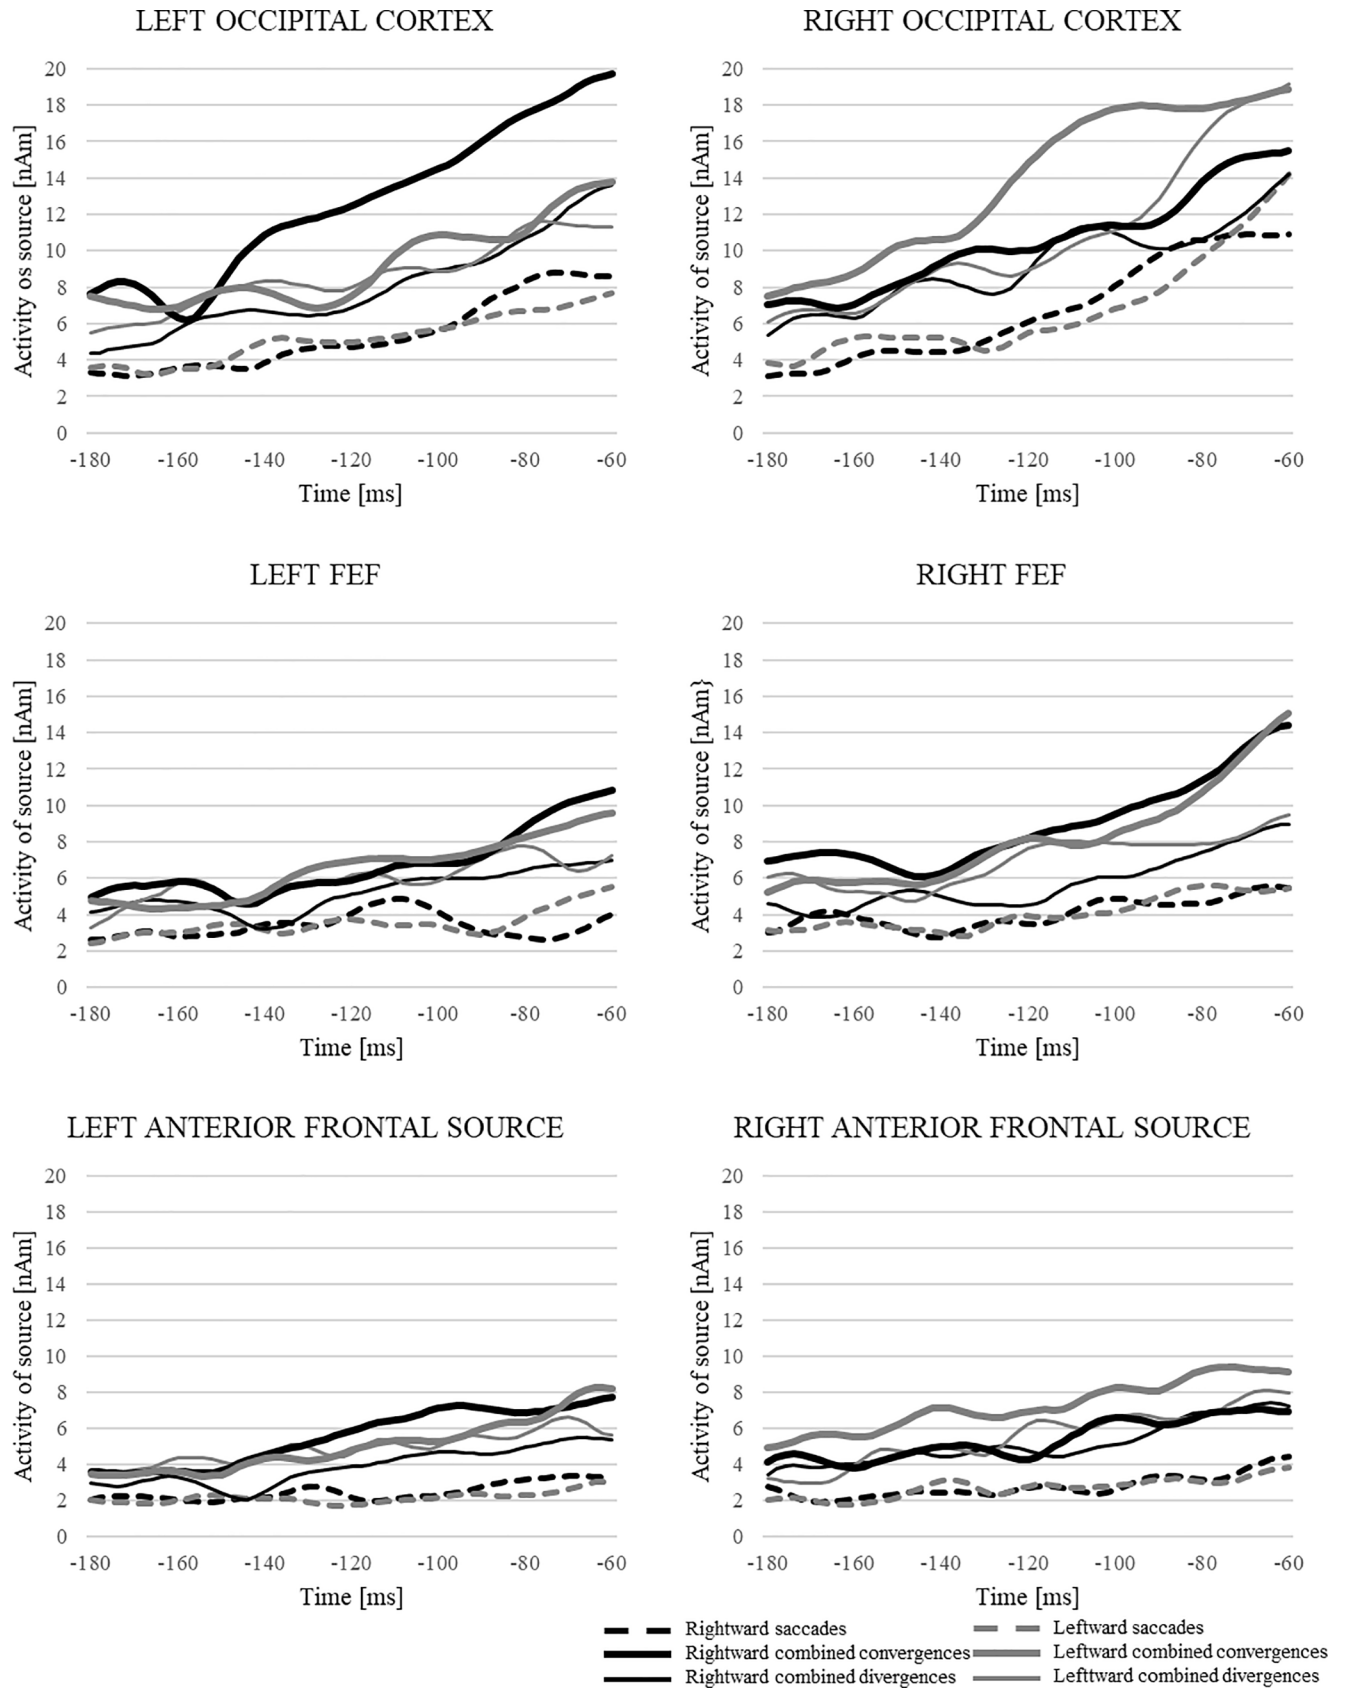 LEFT OCCIPITAL CORTEX
Activity os source [nAm]
20
18
16
14
12
10
8
6
4
2
0
-180 -160 -140 -120 -100 -80 -60
Time [ms]
RIGHT OCCIPITAL CORTEX
Activity of source [nAm]
20
18
16
14
12
10
8
6
4
2
0
-180 -160 -140 -120 -100 -80 -60
Time [ms]
LEFT FEF
Activity of source [nAm]
20
18
16
14
12
10
8
6
4
2
0
-180 -160 -140 -120 -100 -80 -60
Time [ms]
RIGHT FEF
Activity of source [nAm}
20
18
16
14
12
10
8
6
4
2
0
-180 -160 -140 -120 -100 -80 -60
Time [ms]
LEFT ANTERIOR FRONTAL SOURCE
Activity of source [nAm]
20
18
16
14
12
10
8
6
4
2
0
-180 -160 -140 -120 -100 -80 -60
Time [ms]
RIGHT ANTERIOR FRONTAL SOURCE
Activity of source [nAm]
20
18
16
14
12
10
8
6
4
2
0
-180 -160 -140 -120 -100 -80 -60
Time [ms]
Rightward saccades
Leftward saccades
Rightward combined convergences
Leftward combined convergences
Rightward combined divergences
Lefttward combined divergences